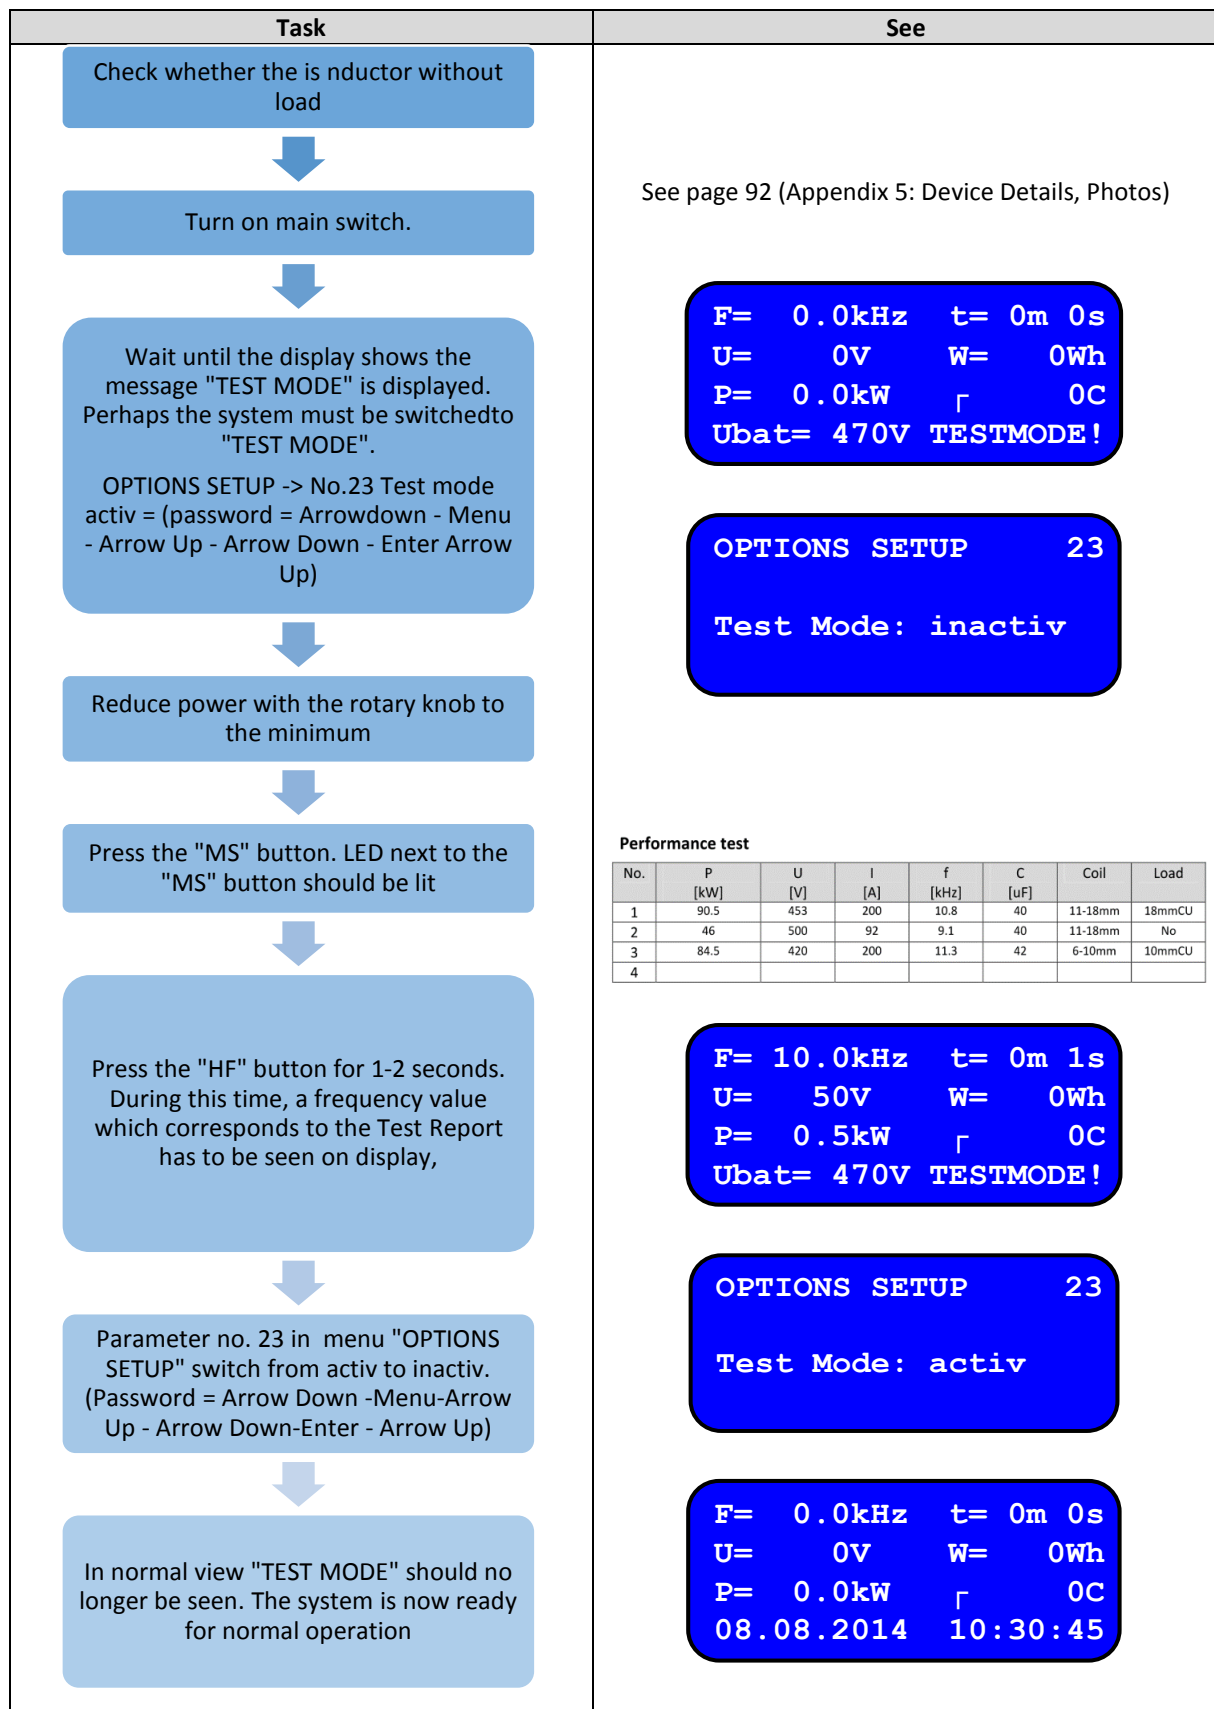 Task
See
Check whether the is nductor without
load
Turn on main switch.
See page 92 (Appendix 5: Device Details, Photos)
Wait until the display shows the
message "TEST MODE" is displayed.
Perhaps the system must be switchedto
"TEST MODE".
OPTIONS SETUP -> No.23 Test mode
activ = (password = Arrowdown - Menu
- Arrow Up - Arrow Down - Enter Arrow
Up)
F= 0.0kHz t= 0m 0s
U= 0V W= 0Wh
P= 0.0kW ┌ 0C
Ubat= 470V TESTMODE!
OPTIONS SETUP 23
Test Mode: inactiv
Reduce power with the rotary knob to
the minimum
Press the "MS" button. LED next to the
"MS" button should be lit
Performance test
No. P U I f C Coil Load
[kW] [V] [A] [kHz] [uF]
1 90.5 453 200 10.8 40 11-18mm 18mmCU
2 46 500 92 9.1 40 11-18mm No
3 84.5 420 200 11.3 42 6-10mm 10mmCU
4
Press the "HF" button for 1-2 seconds.
During this time, a frequency value
which corresponds to the Test Report
has to be seen on display,
F= 10.0kHz t= 0m 1s
U= 50V W= 0Wh
P= 0.5kW ┌ 0C
Ubat= 470V TESTMODE!
Parameter no. 23 in menu "OPTIONS
SETUP" switch from activ to inactiv.
(Password = Arrow Down -Menu-Arrow
Up - Arrow Down-Enter - Arrow Up)
OPTIONS SETUP 23
Test Mode: activ
In normal view "TEST MODE" should no
longer be seen. The system is now ready
for normal operation
F= 0.0kHz t= 0m 0s
U= 0V W= 0Wh
P= 0.0kW ┌ 0C
08.08.2014 10:30:45